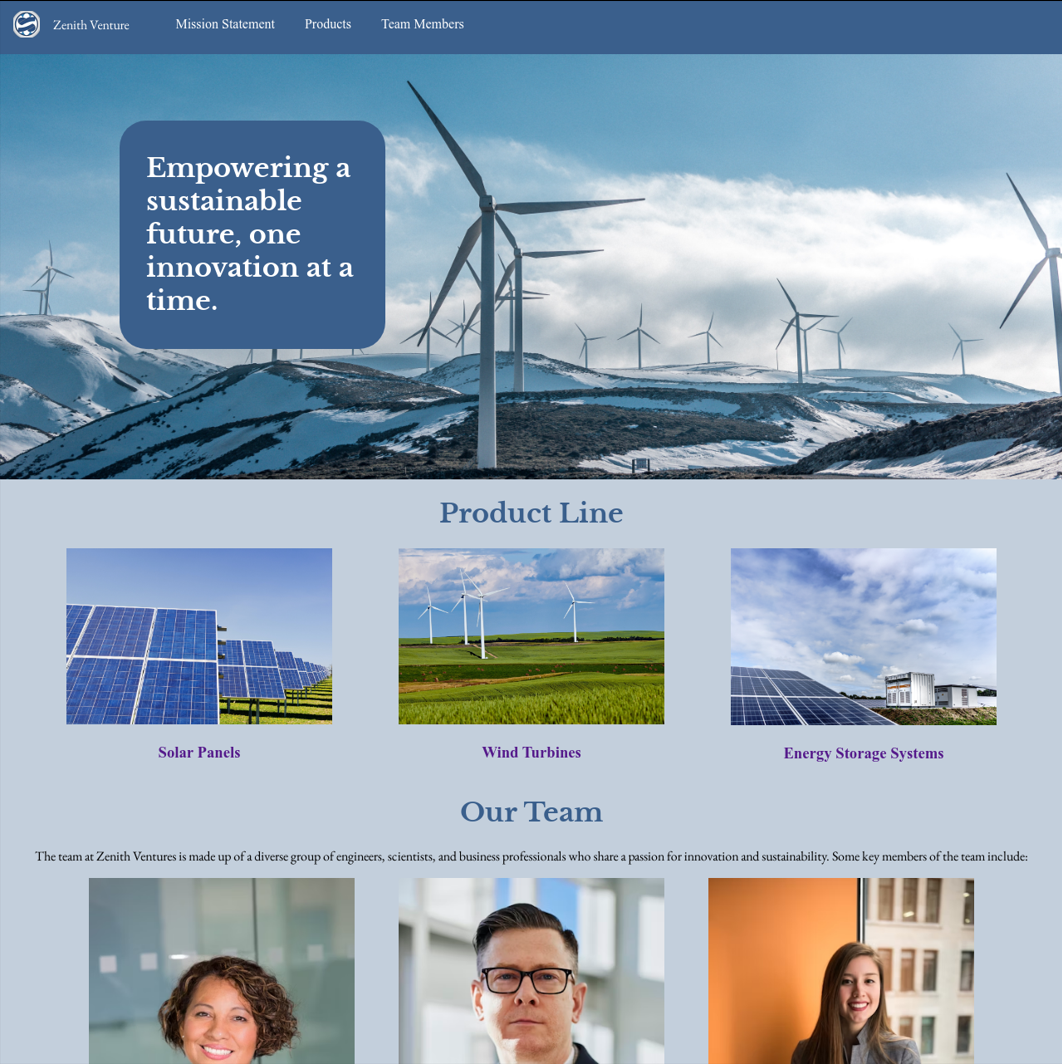 Zenith Venture
Mission Statement
Products
Team Members
Empowering a
sustainable
future, one
innovation at a
time.
Product Line
Solar Panels
Wind Turbines
Energy Storage Systems
Our Team
The team at Zenith Ventures is made up of a diverse group of engineers, scientists, and business professionals who share a passion for innovation and sustainability. Some key members of the team include: